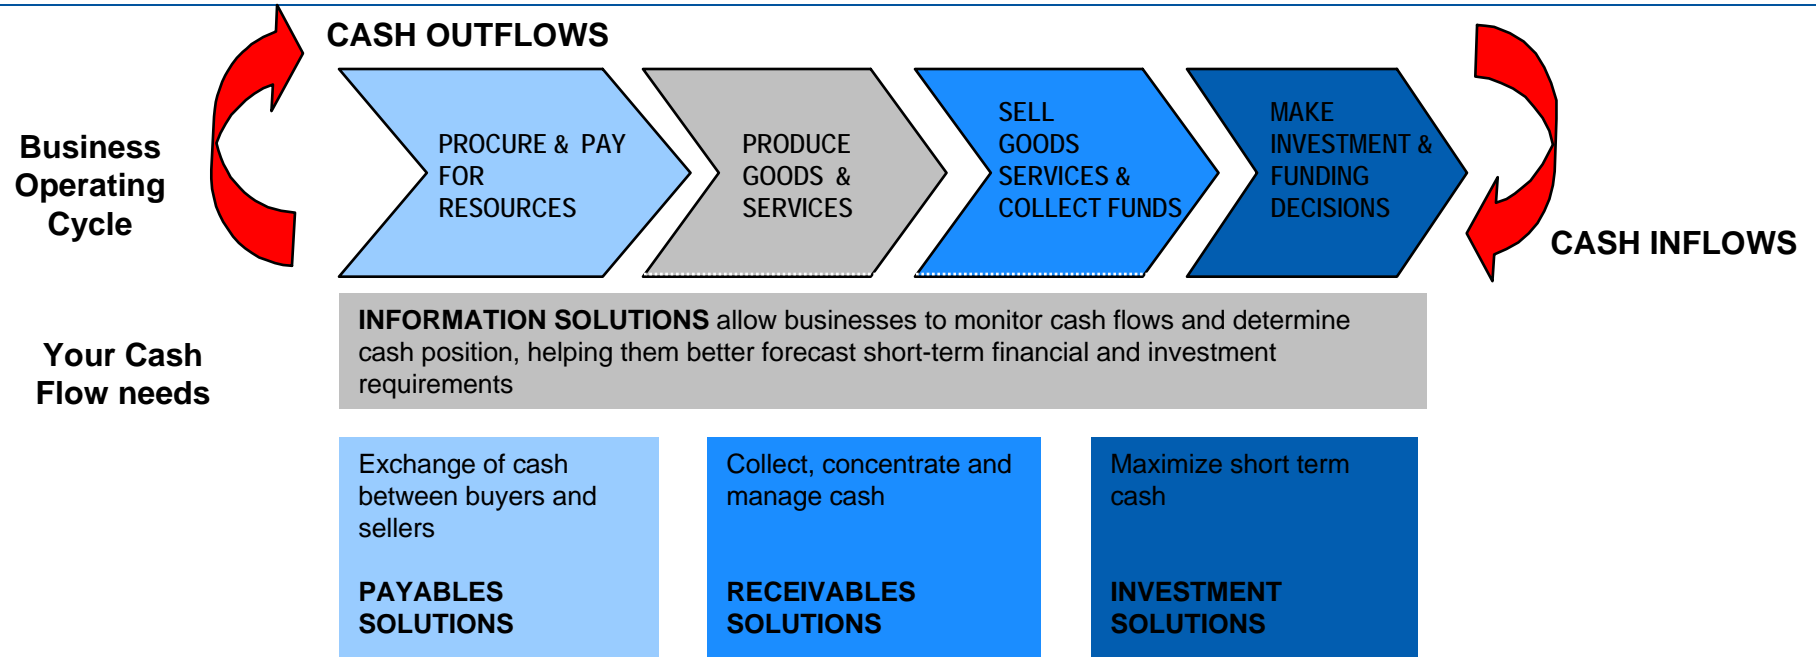 CASH OUTFLOWS
Business
Operating
Cycle
PROCURE & PAY
FOR
RESOURCES
PRODUCE
GOODS &
SERVICES
SELL
GOODS
SERVICES &
COLLECT FUNDS
MAKE
INVESTMENT &
FUNDING
DECISIONS
CASH INFLOWS
Your Cash
Flow needs
INFORMATION SOLUTIONS allow businesses to monitor cash flows and determine
cash position, helping them better forecast short-term financial and investment
requirements
Exchange of cash
between buyers and
sellers
PAYABLES
SOLUTIONS
Collect, concentrate and
manage cash
RECEIVABLES
SOLUTIONS
Maximize short term
cash
INVESTMENT
SOLUTIONS